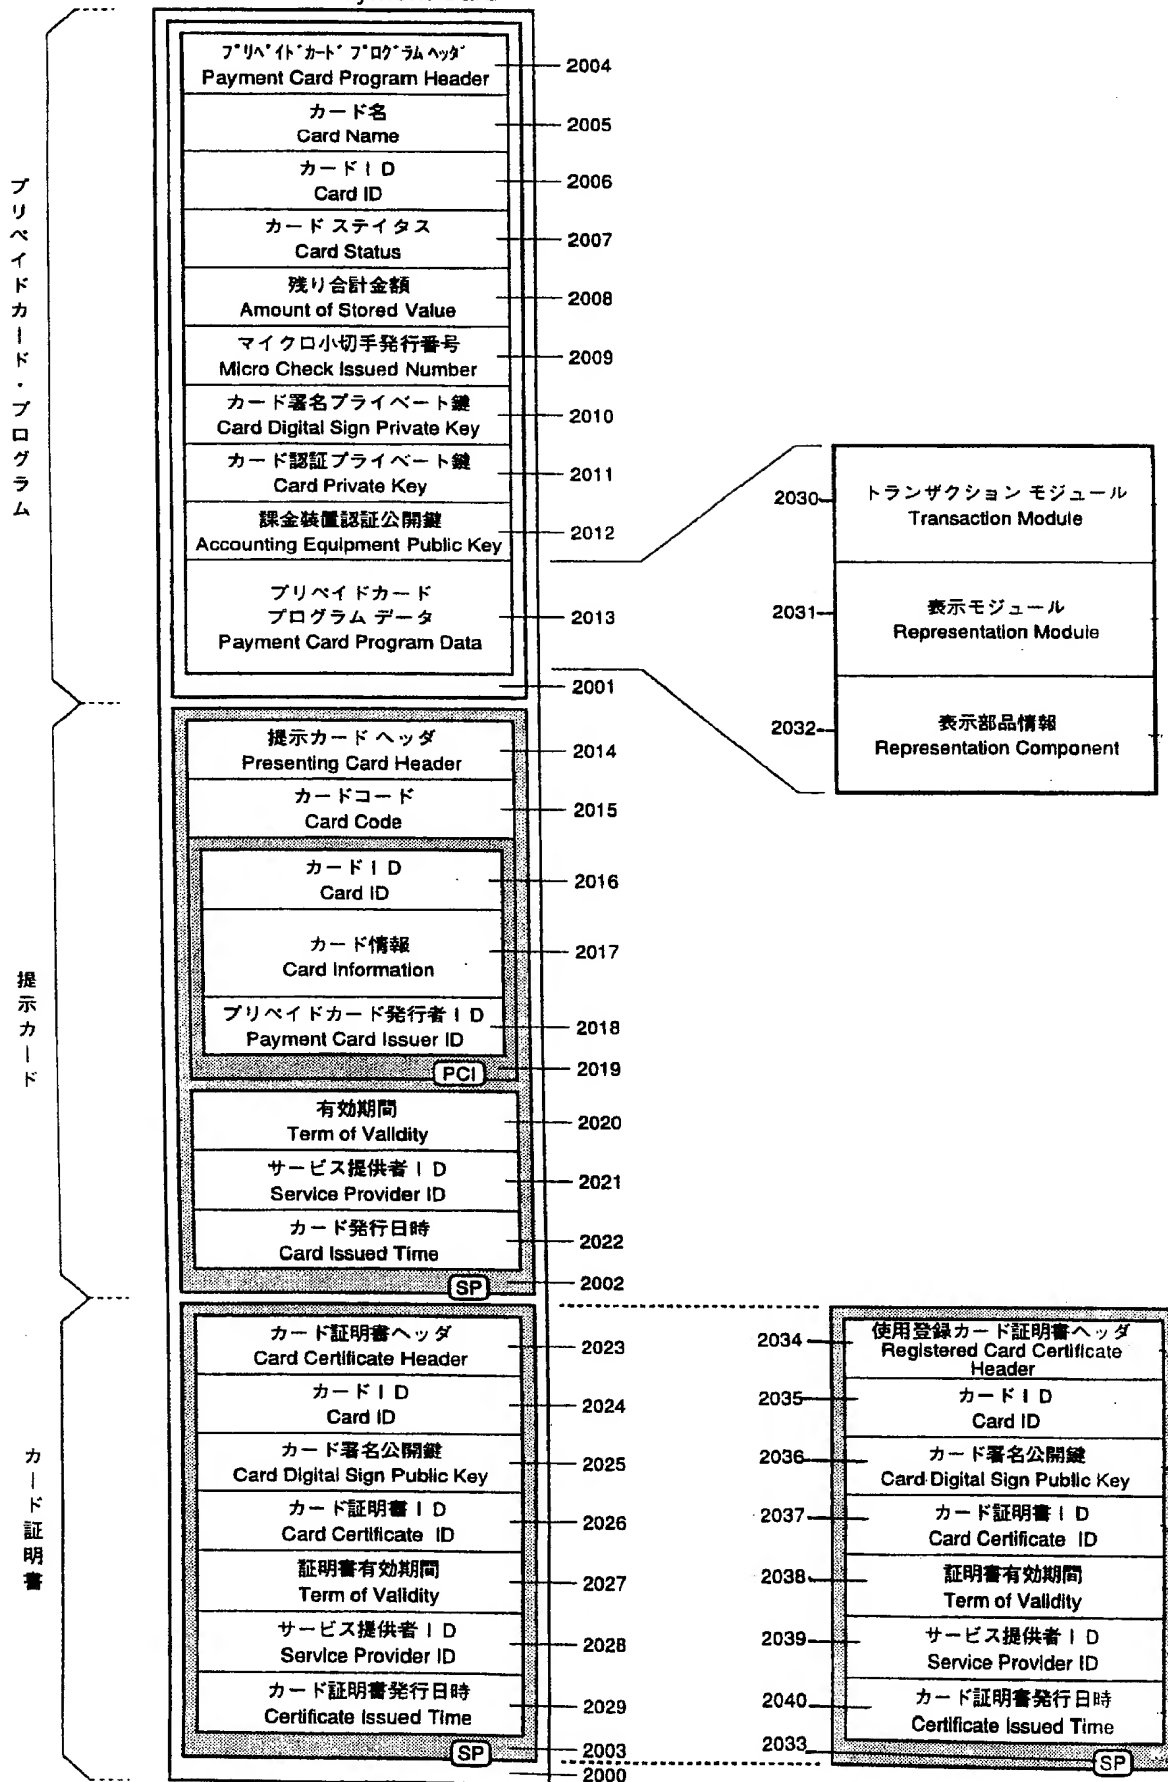 プリペイドカード・プログラム
プリペイドカード プログラム ヘッダ
Payment Card Program Header
2004
カード名
Card Name
2005
カードID
Card ID
2006
カード ステイタス
Card Status
2007
残り合計金額
Amount of Stored Value
2008
マイクロ小切手発行番号
Micro Check Issued Number
2009
カード署名プライベート鍵
Card Digital Sign Private Key
2010
カード認証プライベート鍵
Card Private Key
2011
課金装置認証公開鍵
Accounting Equipment Public Key
2012
プリペイドカード
プログラム データ
Payment Card Program Data
2013
2001
2030
トランザクション モジュール
Transaction Module
2031
表示モジュール
Representation Module
2032
表示部品情報
Representation Component
提示カード
提示カード ヘッダ
Presenting Card Header
2014
カードコード
Card Code
2015
カードID
Card ID
2016
カード情報
Card Information
2017
プリペイドカード発行者ID
Payment Card Issuer ID
2018
PCI
2019
有効期間
Term of Validity
2020
サービス提供者ID
Service Provider ID
2021
カード発行日時
Card Issued Time
2022
SP
2002
カード証明書
カード証明書ヘッダ
Card Certificate Header
2023
カードID
Card ID
2024
カード署名公開鍵
Card Digital Sign Public Key
2025
カード証明書ID
Card Certificate ID
2026
証明書有効期間
Term of Validity
2027
サービス提供者ID
Service Provider ID
2028
カード証明書発行日時
Certificate Issued Time
2029
SP
2003
2000
2034
使用登録カード証明書ヘッダ
Registered Card Certificate
Header
2035
カードID
Card ID
2036
カード署名公開鍵
Card Digital Sign Public Key
2037
カード証明書ID
Card Certificate ID
2038
証明書有効期間
Term of Validity
2039
サービス提供者ID
Service Provider ID
2040
カード証明書発行日時
Certificate Issued Time
2033
SP